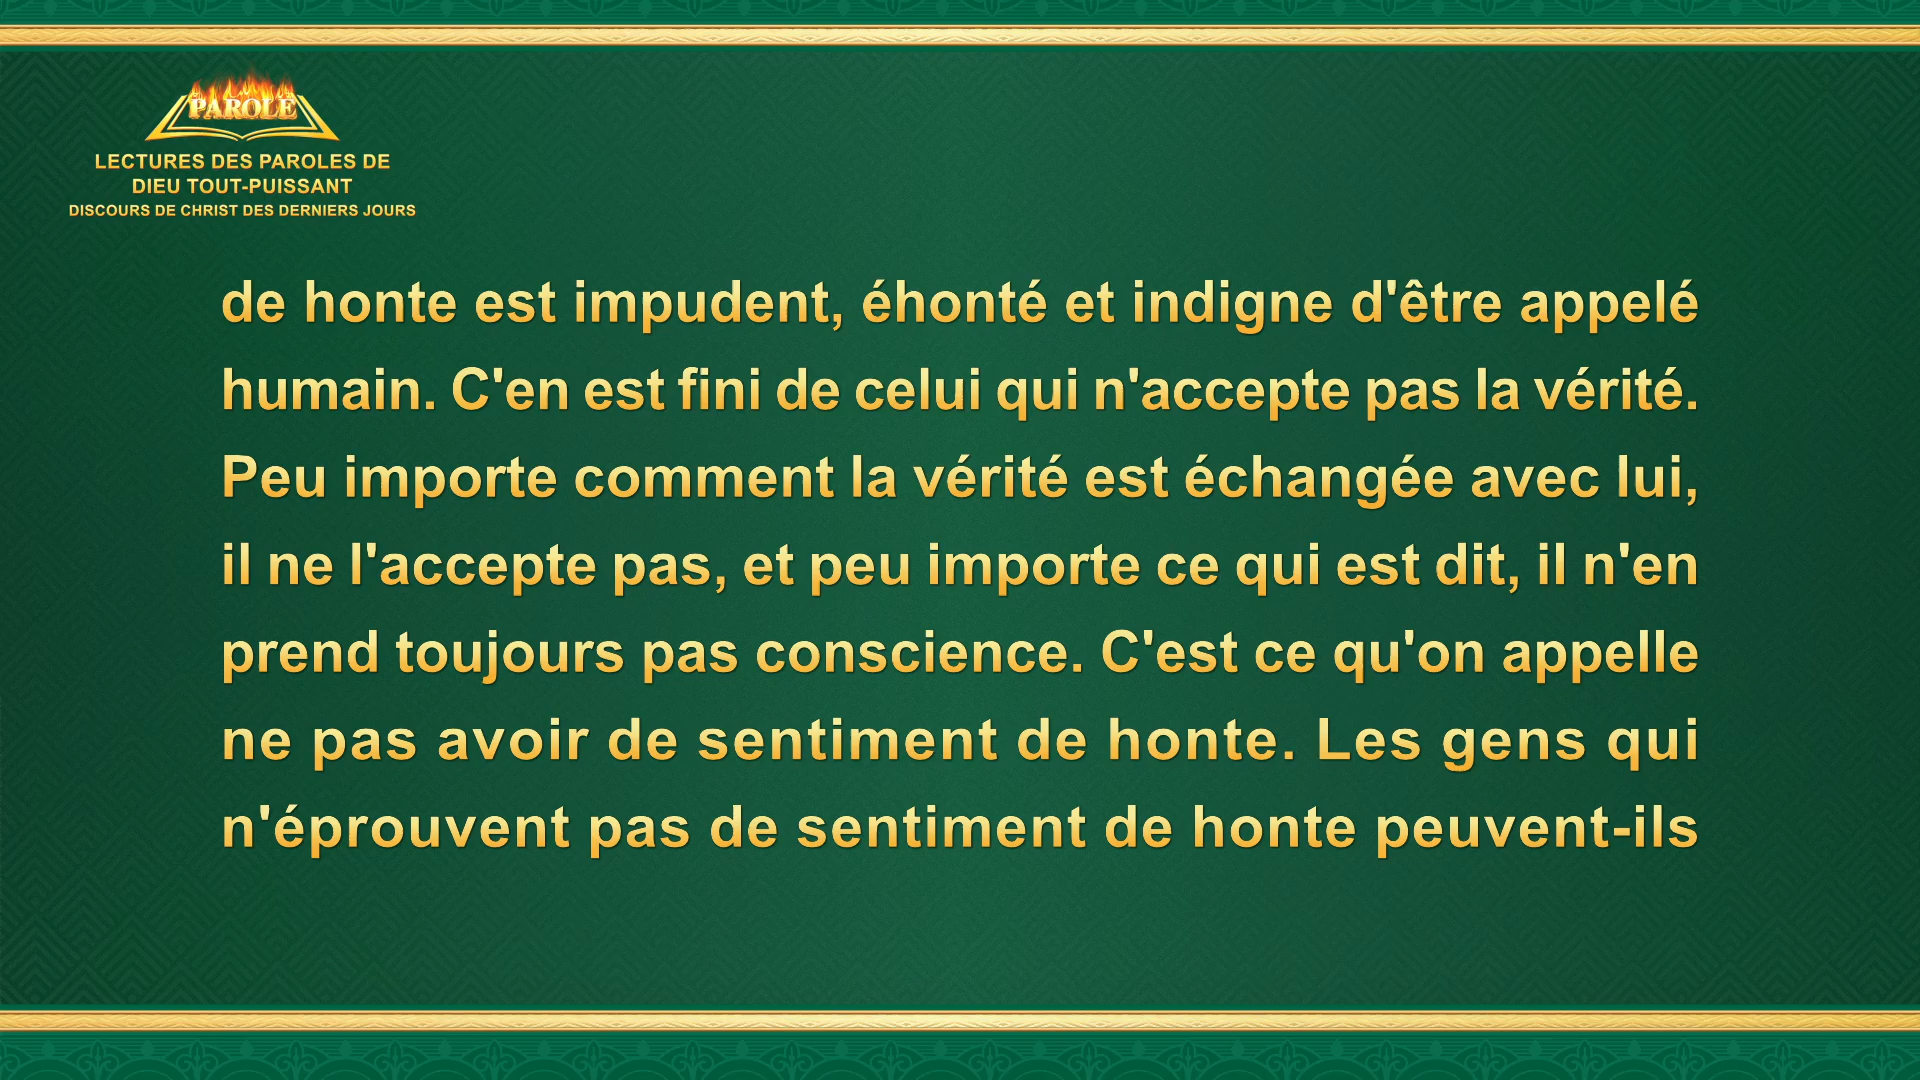 PAROLE
LECTURES DES PAROLES DE
DIEU TOUT-PUISSANT
DISCOURS DE CHRIST DES DERNIERS JOURS
de honte est impudent, éhonté et indigne d'être appelé
humain. C'en est fini de celui qui n'accepte pas la vérité.
Peu importe comment la vérité est échangée avec lui,
il ne l'accepte pas, et peu importe ce qui est dit, il n'en
prend toujours pas conscience. C'est ce qu'on appelle
ne pas avoir de sentiment de honte. Les gens qui
n'éprouvent pas de sentiment de honte peuvent-ils